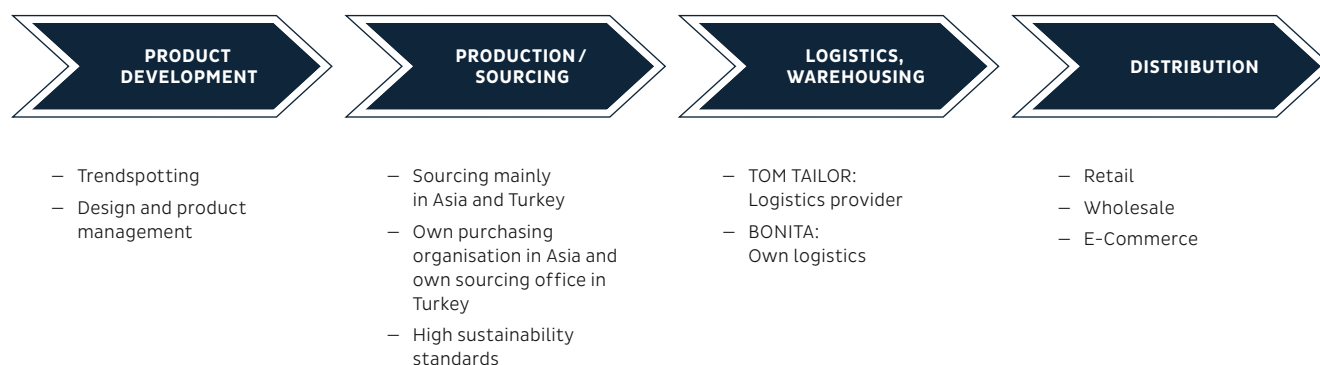 PRODUCT
DEVELOPMENT
— Trendspotting
— Design and product
management
PRODUCTION /
SOURCING
— Sourcing mainly
in Asia and Turkey
— Own purchasing
organisation in Asia and
own sourcing office in
Turkey
— High sustainability
standards
LOGISTICS,
WAREHOUSING
— TOM TAILOR:
Logistics provider
— BONITA:
Own logistics
DISTRIBUTION
— Retail
— Wholesale
— E-Commerce